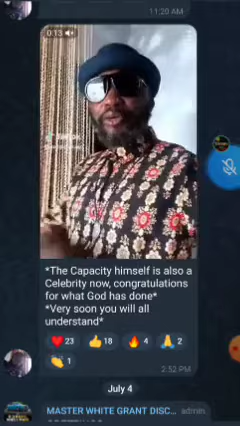 11:20 AM
0:13
*The Capacity himself is also a
Celebrity now, congratulations
for what God has done*
*Very soon you will all
understand*
23
4
4
2
1
2:52 PM
July 4
MASTER WHITE GRANT DISC... admin